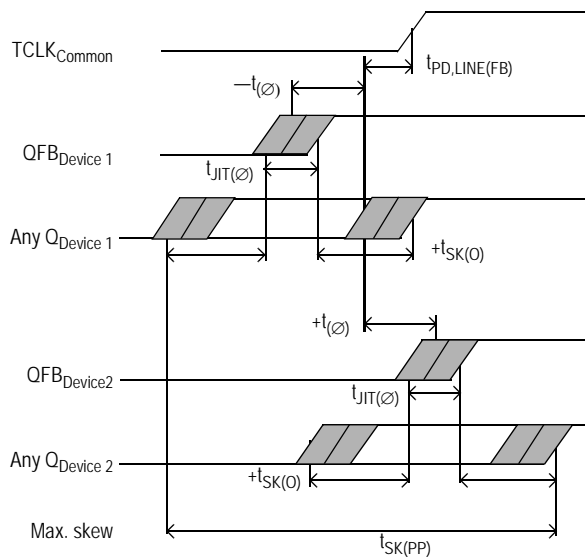 TCLKCommon
tPD,LINE(FB)
—t(∅)
QFBDevice 1
tJIT(∅)
Any QDevice 1
+tSK(O)
+t(∅)
QFBDevice2
tJIT(∅)
Any QDevice 2
+tSK(O)
Max. skew
tSK(PP)